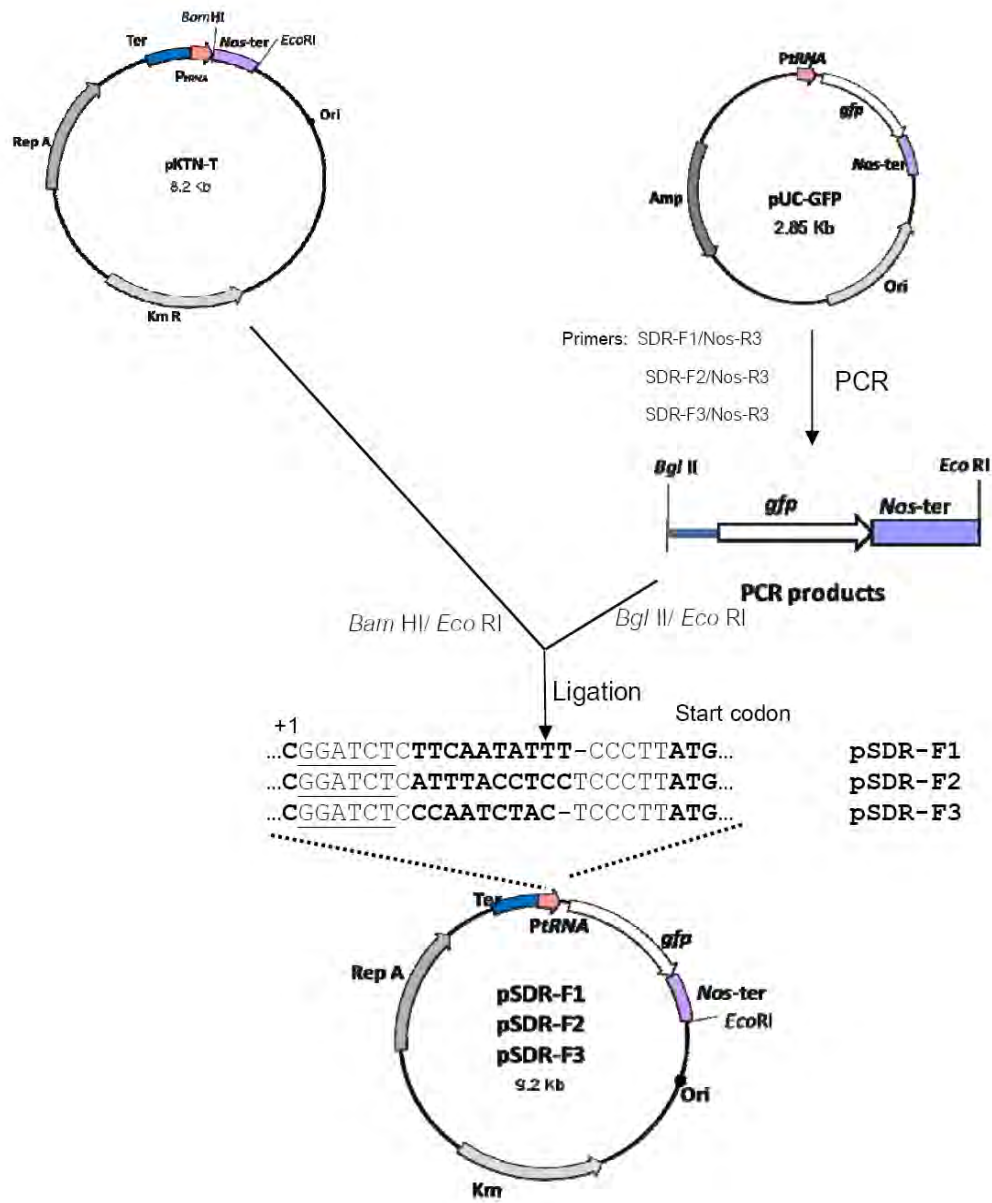 BamHI
Ter
Nos-ter
EcoRI
PtRNA
Ori
Rep A
pKTN-T
8.2 Kb
Km R
PtRNA
gfp
Nos-ter
Amp
pUC-GFP
2.85 Kb
Ori
Primers: SDR-F1/Nos-R3
SDR-F2/Nos-R3
SDR-F3/Nos-R3
PCR
Bgl II
Eco RI
gfp
Nos-ter
PCR products
Bam HI/ Eco RI
Bgl II/ Eco RI
Ligation
Start codon
+1
...CGGATCTCTTCAATATTT-CCCTTATG... pSDR-F1
...CGGATCTCATTTACCTCCTCCCTTATG... pSDR-F2
...CGGATCTCCCAATCTAC-TCCCTTATG... pSDR-F3
Ter
PtRNA
gfp
Rep A
pSDR-F1
pSDR-F2
pSDR-F3
9.2 Kb
Nos-ter
EcoRI
Ori
Km